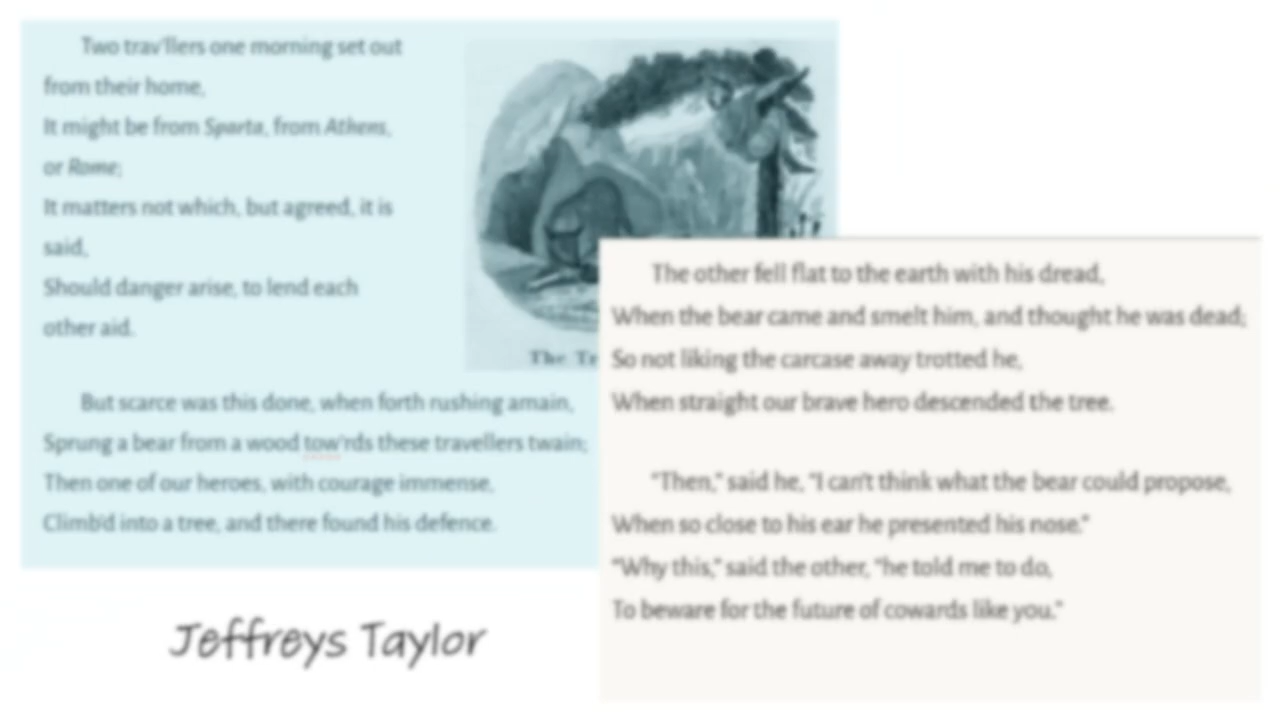 Two trav'llers one morning set out
from their home,
It might be from Sparta, from Athens,
or Rome;
It matters not which, but agreed, it is
said,
Should danger arise, to lend each
other aid.
The Tr
But scarce was this done, when forth rushing amain,
Sprung a bear from a wood tow'rds these travellers twain;
Then one of our heroes, with courage immense,
Climb'd into a tree, and there found his defence.
The other fell flat to the earth with his dread,
When the bear came and smelt him, and thought he was dead;
So not liking the carcase away trotted he,
When straight our brave hero descended the tree.
"Then," said he, "I can't think what the bear could propose,
When so close to his ear he presented his nose."
"Why this," said the other, "he told me to do,
To beware for the future of cowards like you."
Jeffreys Taylor